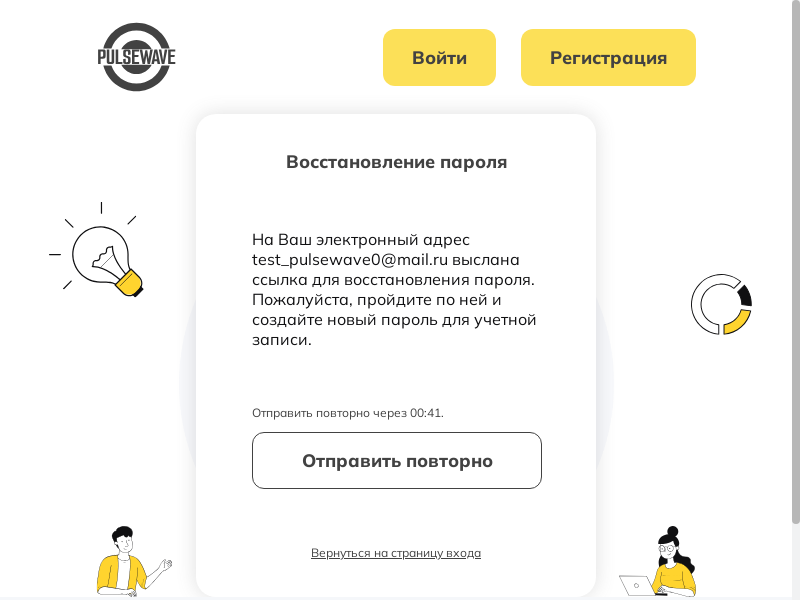 PULSEWAVE
Войти
Регистрация
Восстановление пароля
На Ваш электронный адрес
test_pulsewave0@mail.ru выслана
ссылка для восстановления пароля.
Пожалуйста, пройдите по ней и
создайте новый пароль для учетной
записи.
Отправить повторно через 00:41.
Отправить повторно
Вернуться на страницу входа